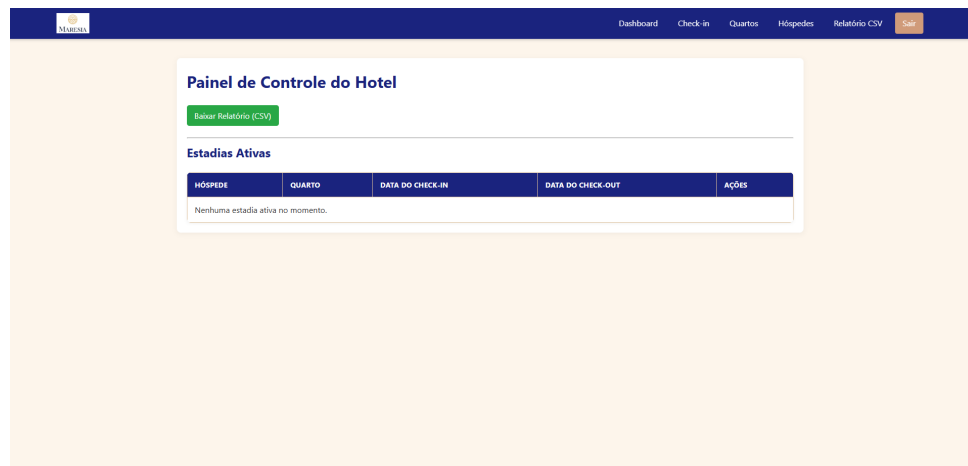 MARESIA
Dashboard Check-in Quartos Hóspedes Relatório CSV Sair
Painel de Controle do Hotel
Baixar Relatório (CSV)
Estadias Ativas
HÓSPEDE QUARTO DATA DO CHECK-IN DATA DO CHECK-OUT AÇÕES
Nenhuma estadia ativa no momento.